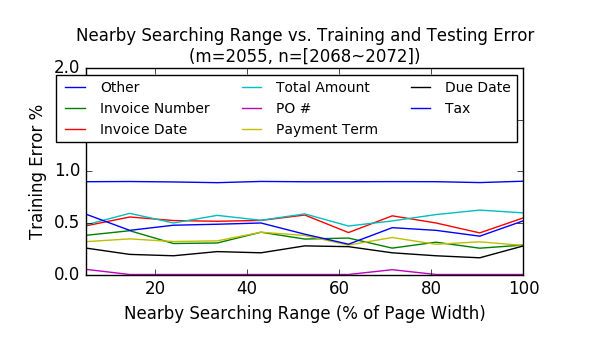 Nearby Searching Range vs. Training and Testing Error
(m=2055, n=[2068~2072])
2.0
Other Total Amount Due Date
Invoice Number PO # Tax
Invoice Date Payment Term
1.0
0.5
0.0
Training Error %
20 40 60 80 100
Nearby Searching Range (% of Page Width)